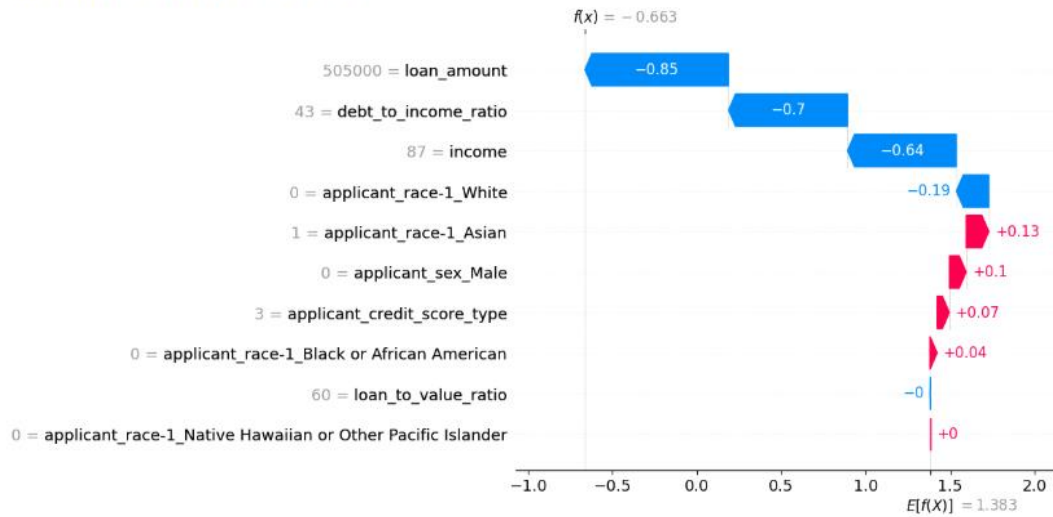 f(x) = −0.663
505000 = loan_amount −0.85
43 = debt_to_income_ratio −0.7
87 = income −0.64
0 = applicant_race-1_White −0.19
1 = applicant_race-1_Asian +0.13
0 = applicant_sex_Male +0.1
3 = applicant_credit_score_type +0.07
0 = applicant_race-1_Black or African American +0.04
60 = loan_to_value_ratio −0
0 = applicant_race-1_Native Hawaiian or Other Pacific Islander +0
−1.0 −0.5 0.0 0.5 1.0 1.5 2.0
E[f(X)] = 1.383